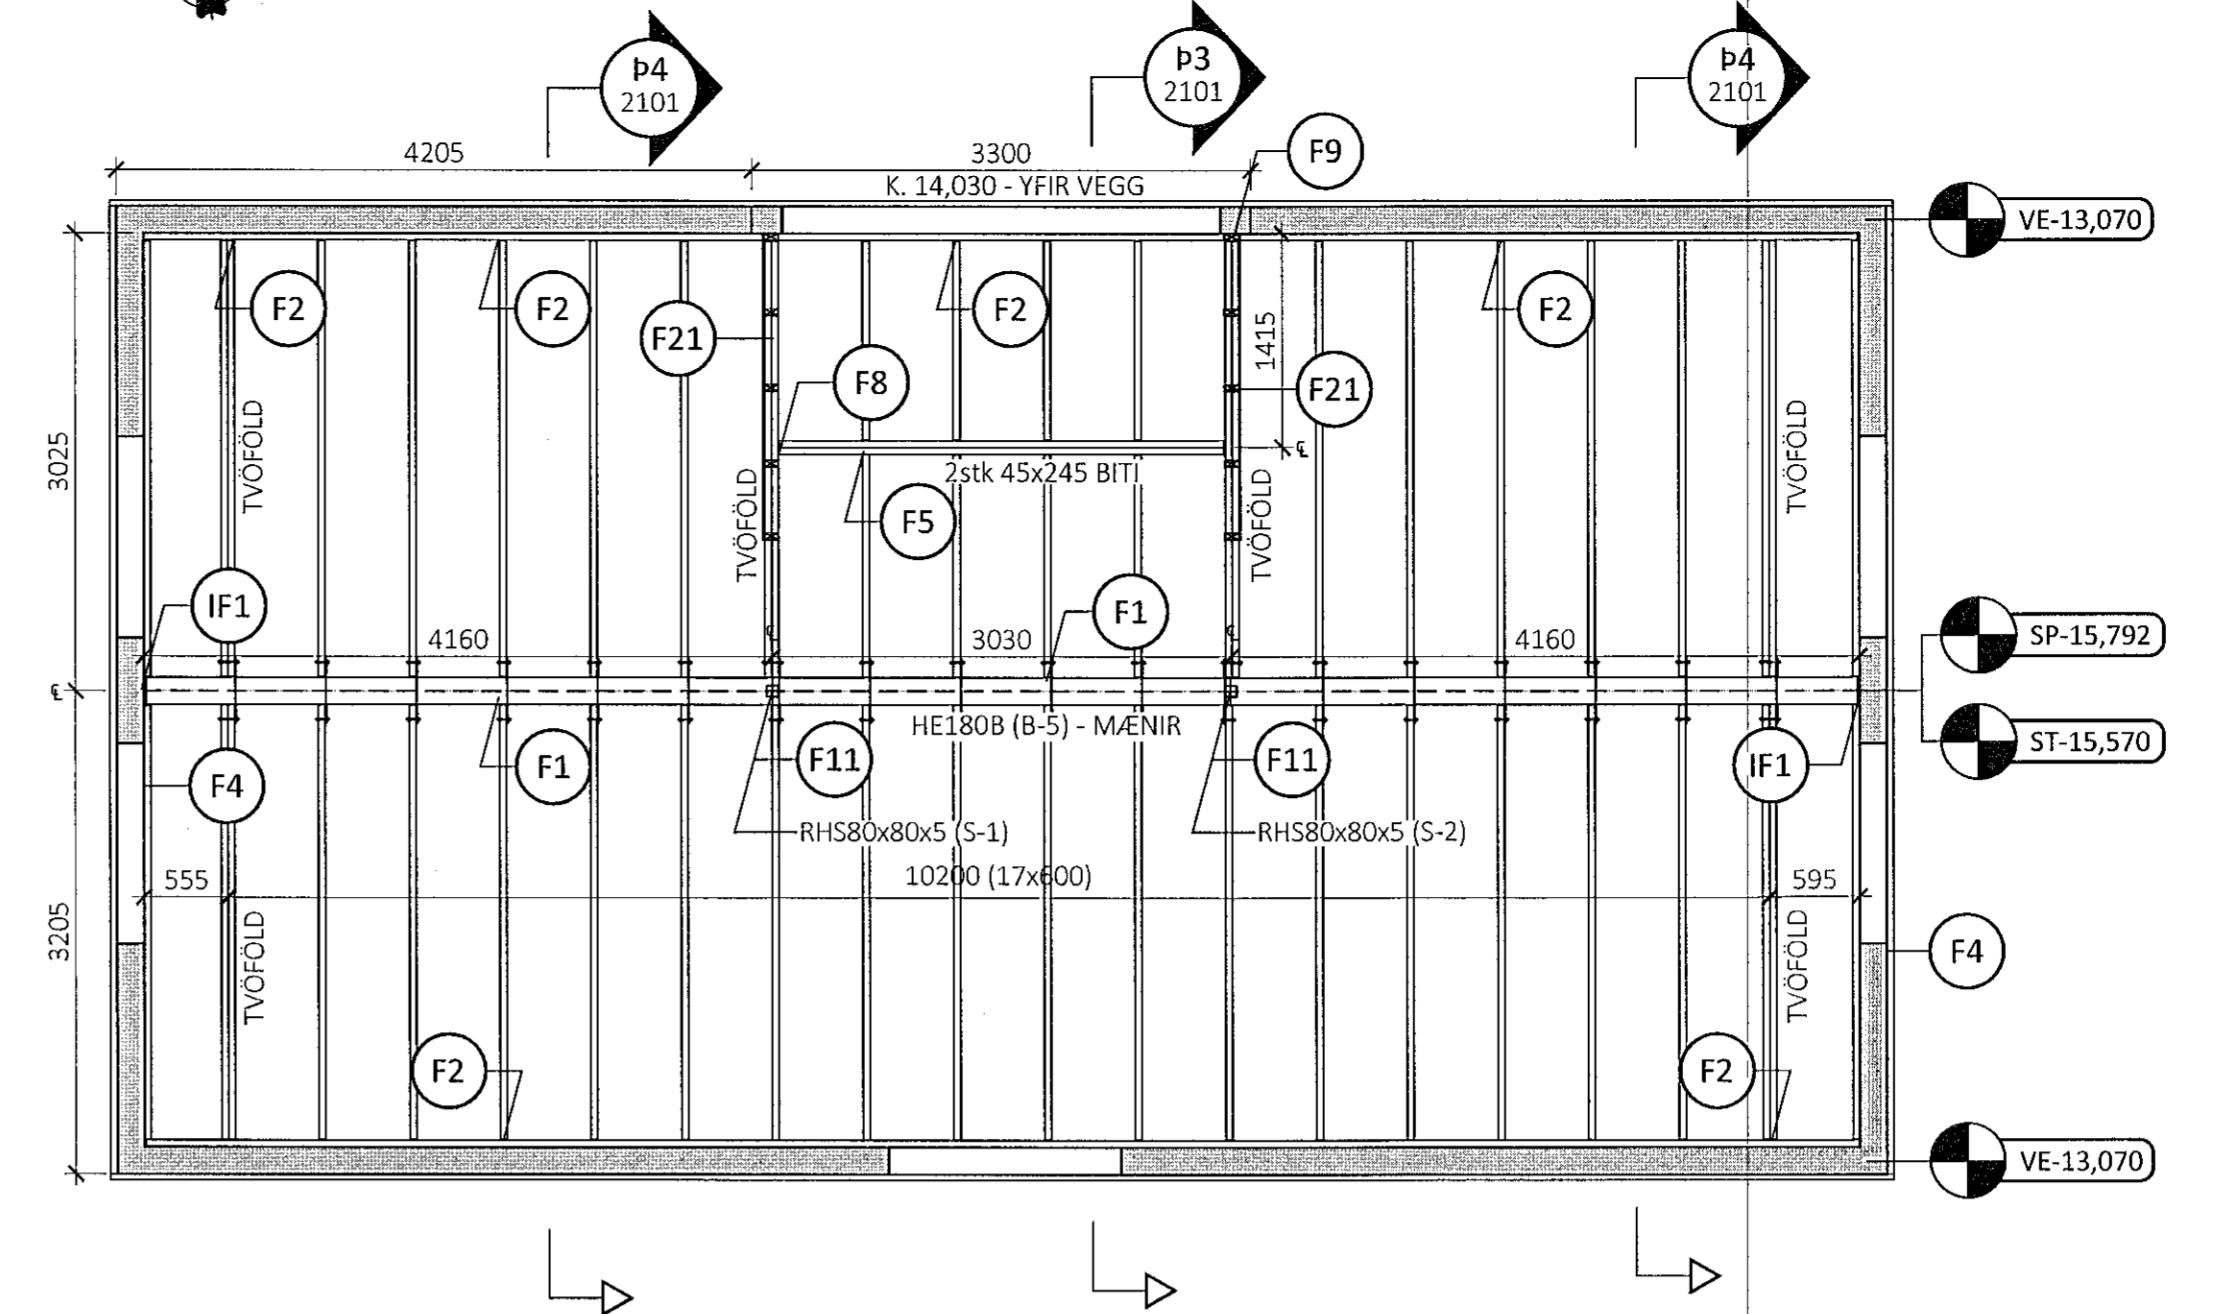 Þ4
2101
Þ3
2101
Þ4
2101
4205
3300
F9
K. 14,030 - YFIR VEGG
VE-13,070
F2
F2
F2
F2
F21
F8
F21
1415
TVÖFÖLD
TVÖFÖLD
3025
2stk 45x245 BITI
TVÖFÖLD
TVÖFÖLD
F5
IF1
F1
4160
3030
4160
SP-15,792
HE180B (B-5) - MÆNIR
ST-15,570
F4
F1
F11
F11
IF1
RHS80x80x5 (S-1)
RHS80x80x5 (S-2)
555
10200 (17x600)
595
3205
TVÖFÖLD
TVÖFÖLD
F4
F2
F2
VE-13,070